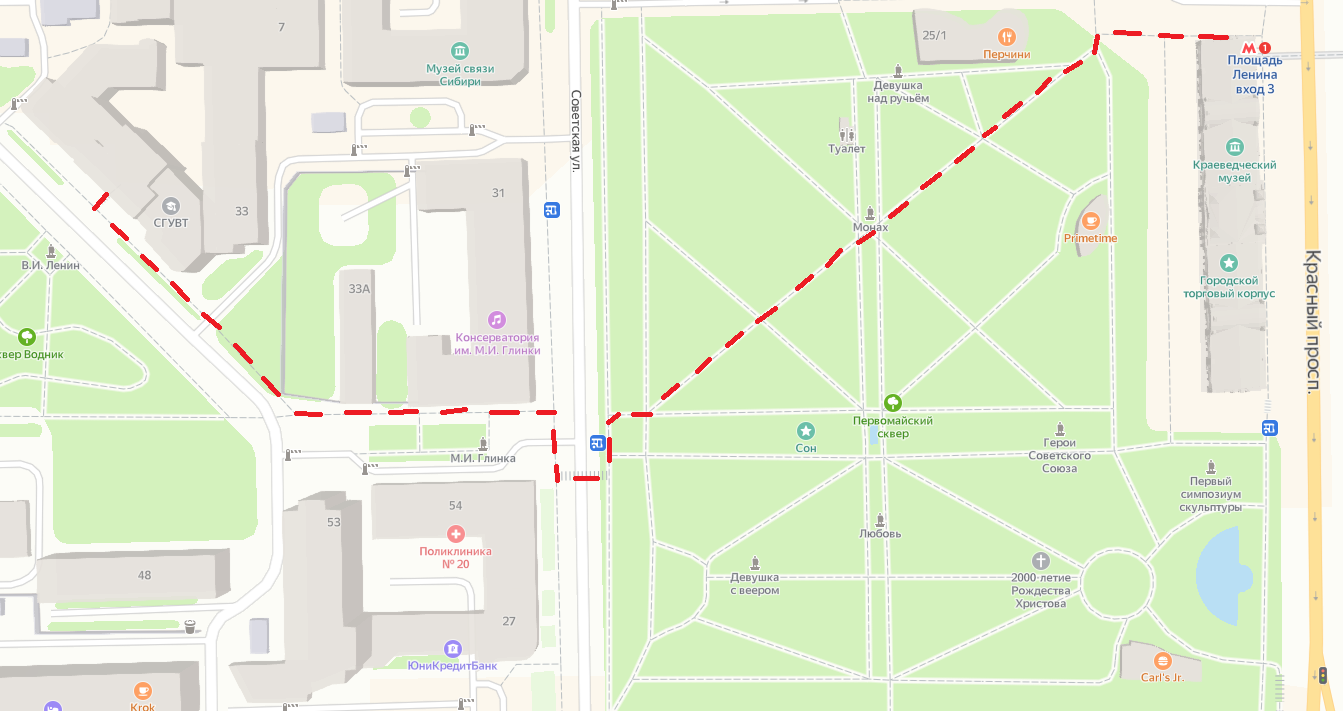 7
Музей связи
Сибири
25/1
Перчини
М 1
Площадь
Ленина
вход 3
Девушка
над ручьём
Советская ул.
Туалет
Краеведческий
музей
31
СГУВТ
33
Монах
Primetime
В.И. Ленин
33А
Городской
торговый корпус
Красный просп.
Консерватория
им. М.И. Глинки
сквер Водник
Первомайский
сквер
Сон
Герои
Советского
Союза
М.И. Глинка
Первый
симпозиум
скульптуры
54
53
Любовь
Поликлиника
№ 20
48
Девушка
с веером
2000-летие
Рождества
Христова
27
ЮниКредитБанк
Carl's Jr.
Krok